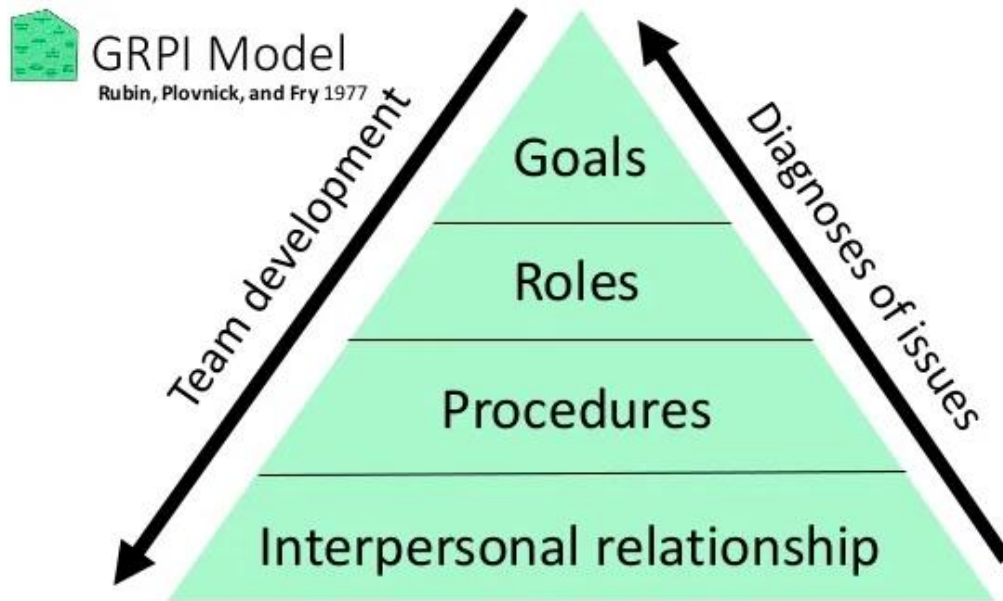 GRPI Model
Rubin, Plovnick, and Fry 1977
Team development
Diagnoses of issues
Goals
Roles
Procedures
Interpersonal relationship